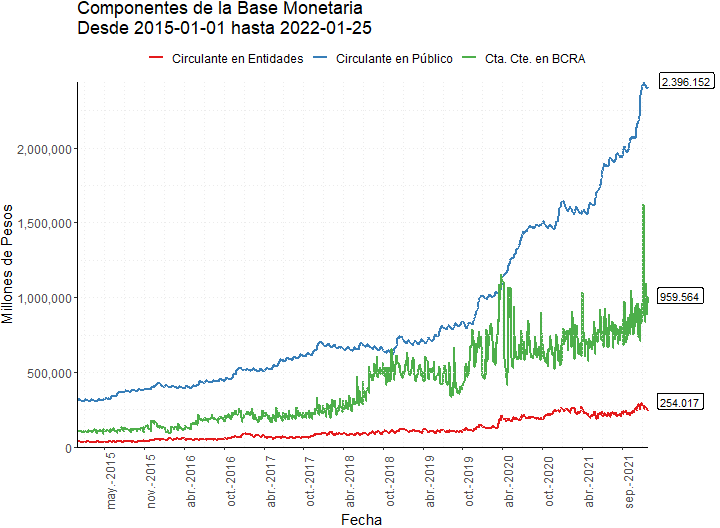 Componentes de la Base Monetaria
Desde 2015-01-01 hasta 2022-01-25
Circulante en Entidades Circulante en Público Cta. Cte. en BCRA
2.396.152
2,000,000
1,500,000
1,000,000
959.564
500,000
254.017
0
Millones de Pesos
may.-2015
nov.-2015
abr.-2016
oct.-2016
abr.-2017
oct.-2017
abr.-2018
oct.-2018
abr.-2019
oct.-2019
abr.-2020
oct.-2020
abr.-2021
sep.-2021
Fecha